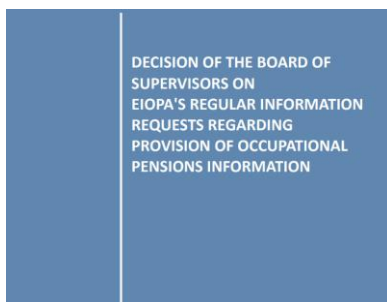 DECISION OF THE BOARD OF
SUPERVISORS ON
EIOPA'S REGULAR INFORMATION
REQUESTS REGARDING
PROVISION OF OCCUPATIONAL
PENSIONS INFORMATION